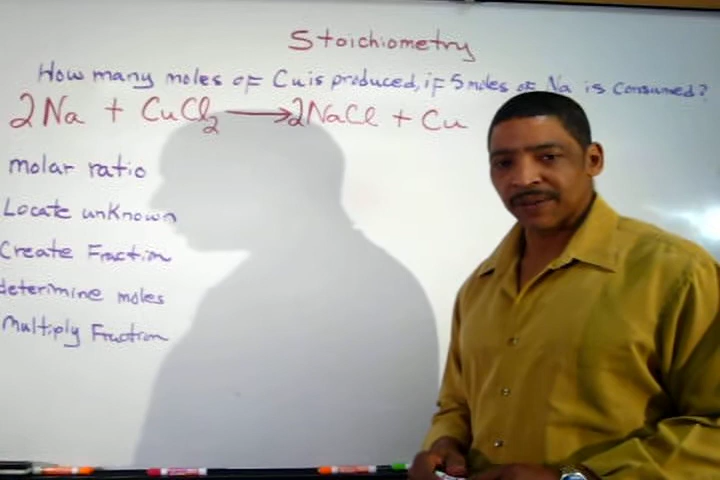 Stoichiometry
How many moles of Cu is produced, if 5 moles of Na is consumed?
2Na + CuCl2 → 2NaCl + Cu
molar ratio
Locate unknown
Create Fraction
determine moles
Multiply Fraction